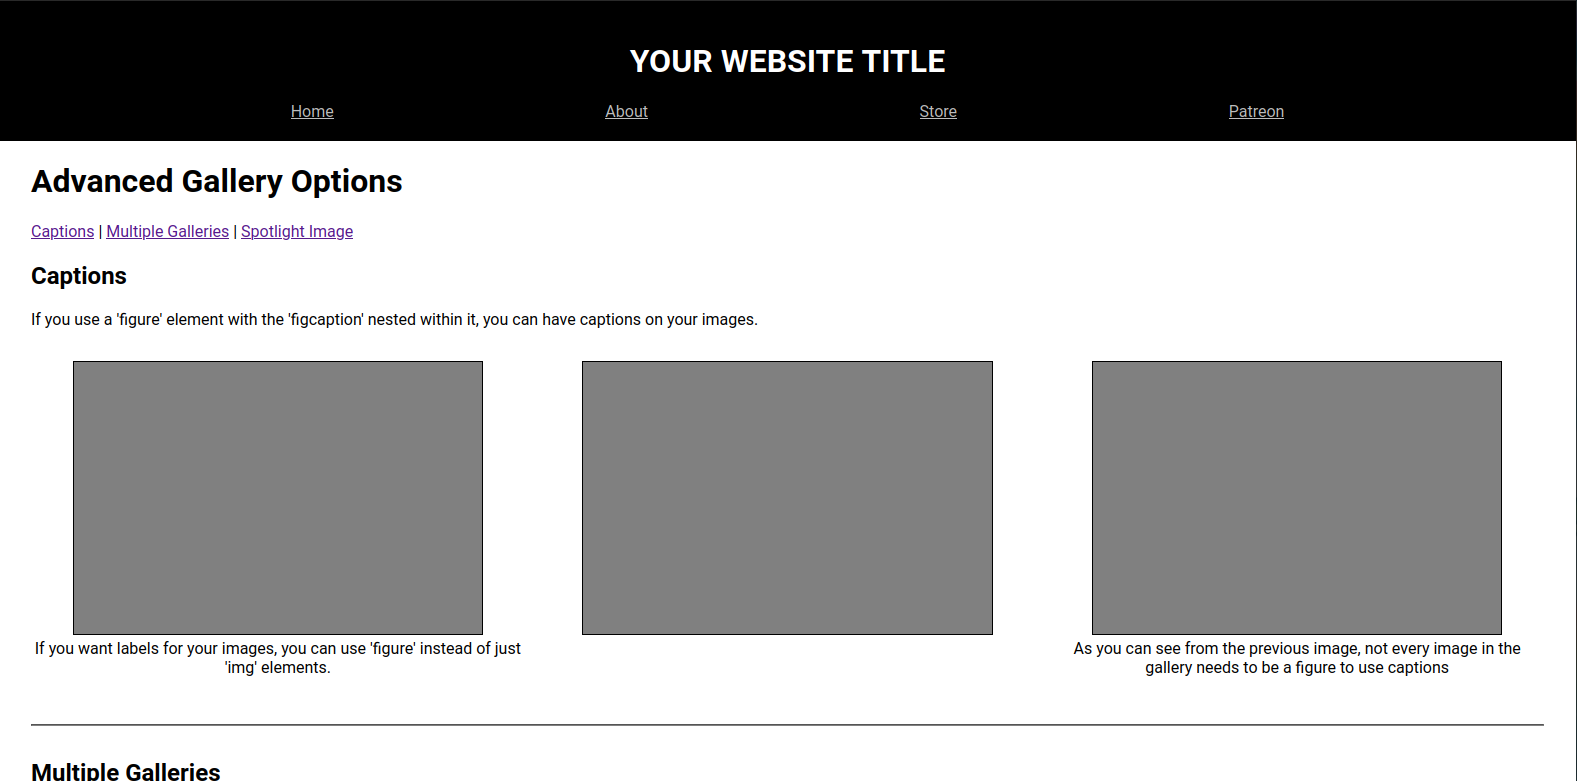 YOUR WEBSITE TITLE
Home About Store Patreon
Advanced Gallery Options
Captions | Multiple Galleries | Spotlight Image
Captions
If you use a 'figure' element with the 'figcaption' nested within it, you can have captions on your images.
If you want labels for your images, you can use 'figure' instead of just
'img' elements.
As you can see from the previous image, not every image in the
gallery needs to be a figure to use captions
Multiple Galleries